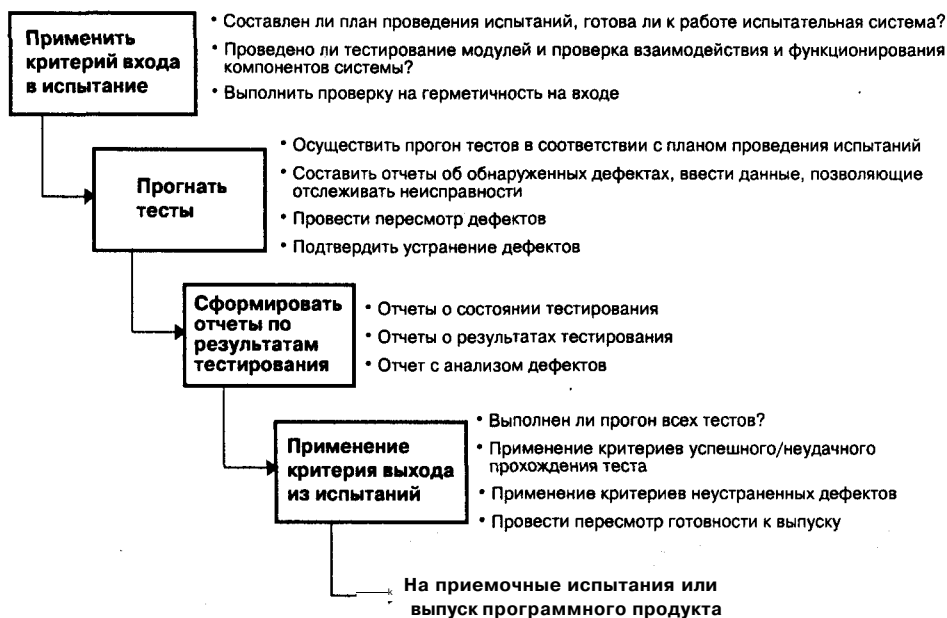 Применить
критерий входа
в испытание
• Составлен ли план проведения испытаний, готова ли к работе испытательная система?
• Проведено ли тестирование модулей и проверка взаимодействия и функционирования
компонентов системы?
• Выполнить проверку на герметичность на входе
Прогнать
тесты
• Осуществить прогон тестов в соответствии с планом проведения испытаний
• Составить отчеты об обнаруженных дефектах, ввести данные, позволяющие
отслеживать неисправности
• Провести пересмотр дефектов
• Подтвердить устранение дефектов
Сформировать
отчеты по
результатам
тестирования
• Отчеты о состоянии тестирования
• Отчеты о результатах тестирования
• Отчет с анализом дефектов
Применение
критерия выхода
из испытаний
• Выполнен ли прогон всех тестов?
• Применение критериев успешного/неудачного
прохождения теста
• Применение критериев неустраненных дефектов
• Провести пересмотр готовности к выпуску
На приемочные испытания или
выпуск программного продукта